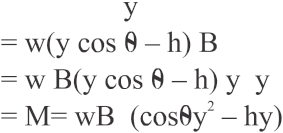 y
= w(y cos θ – h) B
= w B(y cos θ – h) y y
= M= wB (cosθy² – hy)